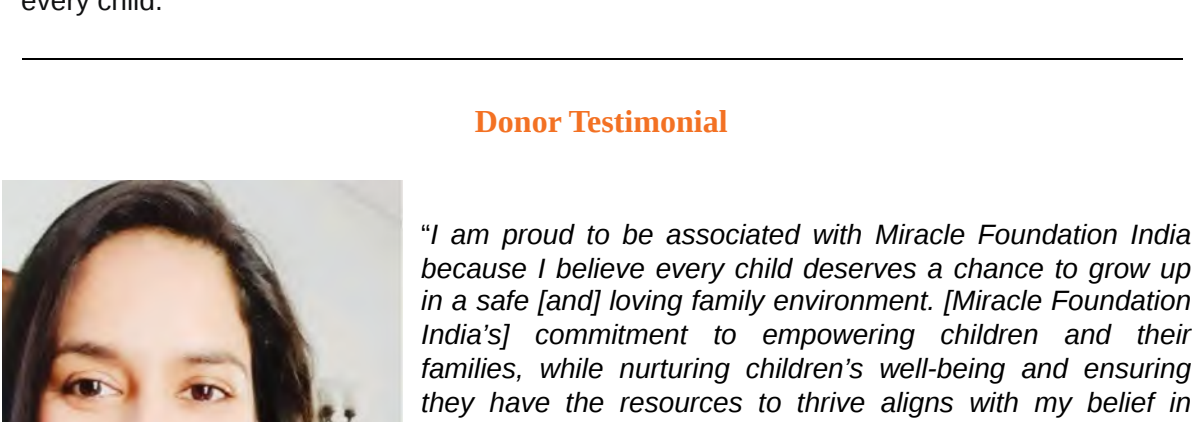 every child.
Donor Testimonial
“I am proud to be associated with Miracle Foundation India
because I believe every child deserves a chance to grow up
in a safe [and] loving family environment. [Miracle Foundation
India’s] commitment to empowering children and their
families, while nurturing children’s well-being and ensuring
they have the resources to thrive aligns with my belief in